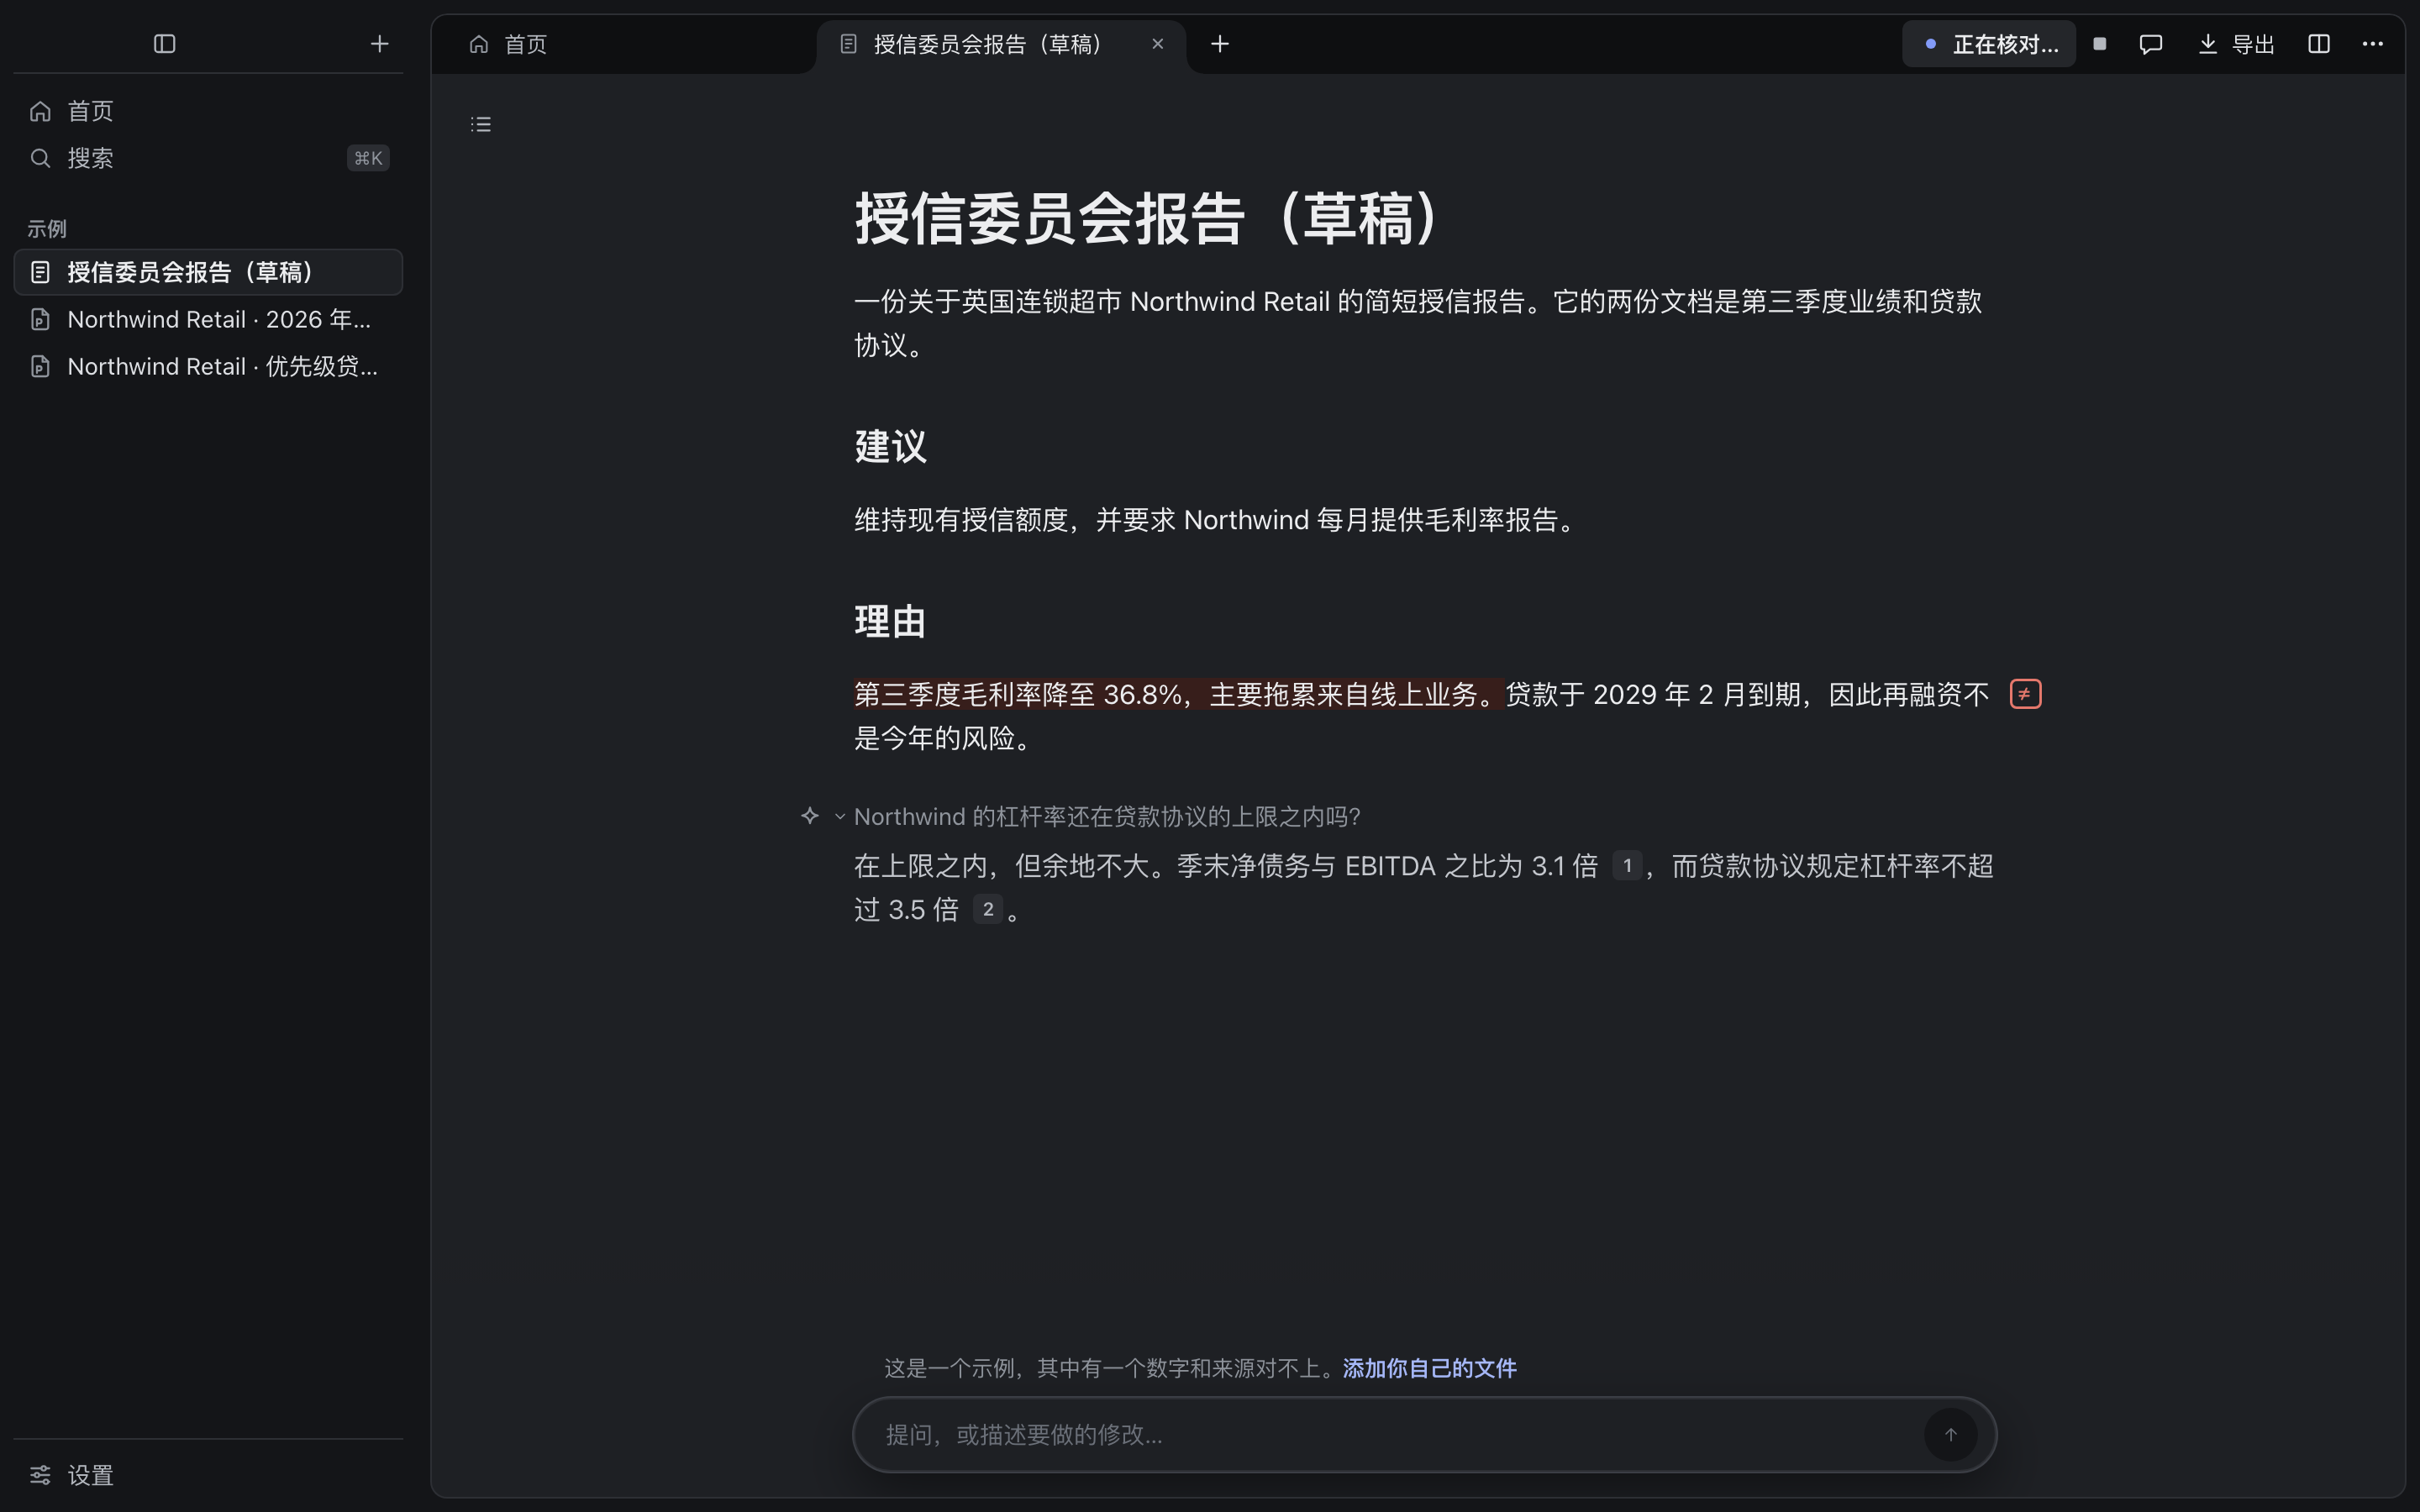 首页
搜索
⌘K
示例
授信委员会报告（草稿）
Northwind Retail · 2026 年...
Northwind Retail · 优先级贷...
设置
首页
授信委员会报告（草稿）
正在核对...
导出
授信委员会报告（草稿）
一份关于英国连锁超市 Northwind Retail 的简短授信报告。它的两份文档是第三季度业绩和贷款
协议。
建议
维持现有授信额度，并要求 Northwind 每月提供毛利率报告。
理由
第三季度毛利率降至 36.8%，主要拖累来自线上业务。贷款于 2029 年 2 月到期，因此再融资不 ≠
是今年的风险。
Northwind 的杠杆率还在贷款协议的上限之内吗？
在上限之内，但余地不大。季末净债务与 EBITDA 之比为 3.1 倍 1，而贷款协议规定杠杆率不超
过 3.5 倍 2。
这是一个示例，其中有一个数字和来源对不上。添加你自己的文件
提问，或描述要做的修改...